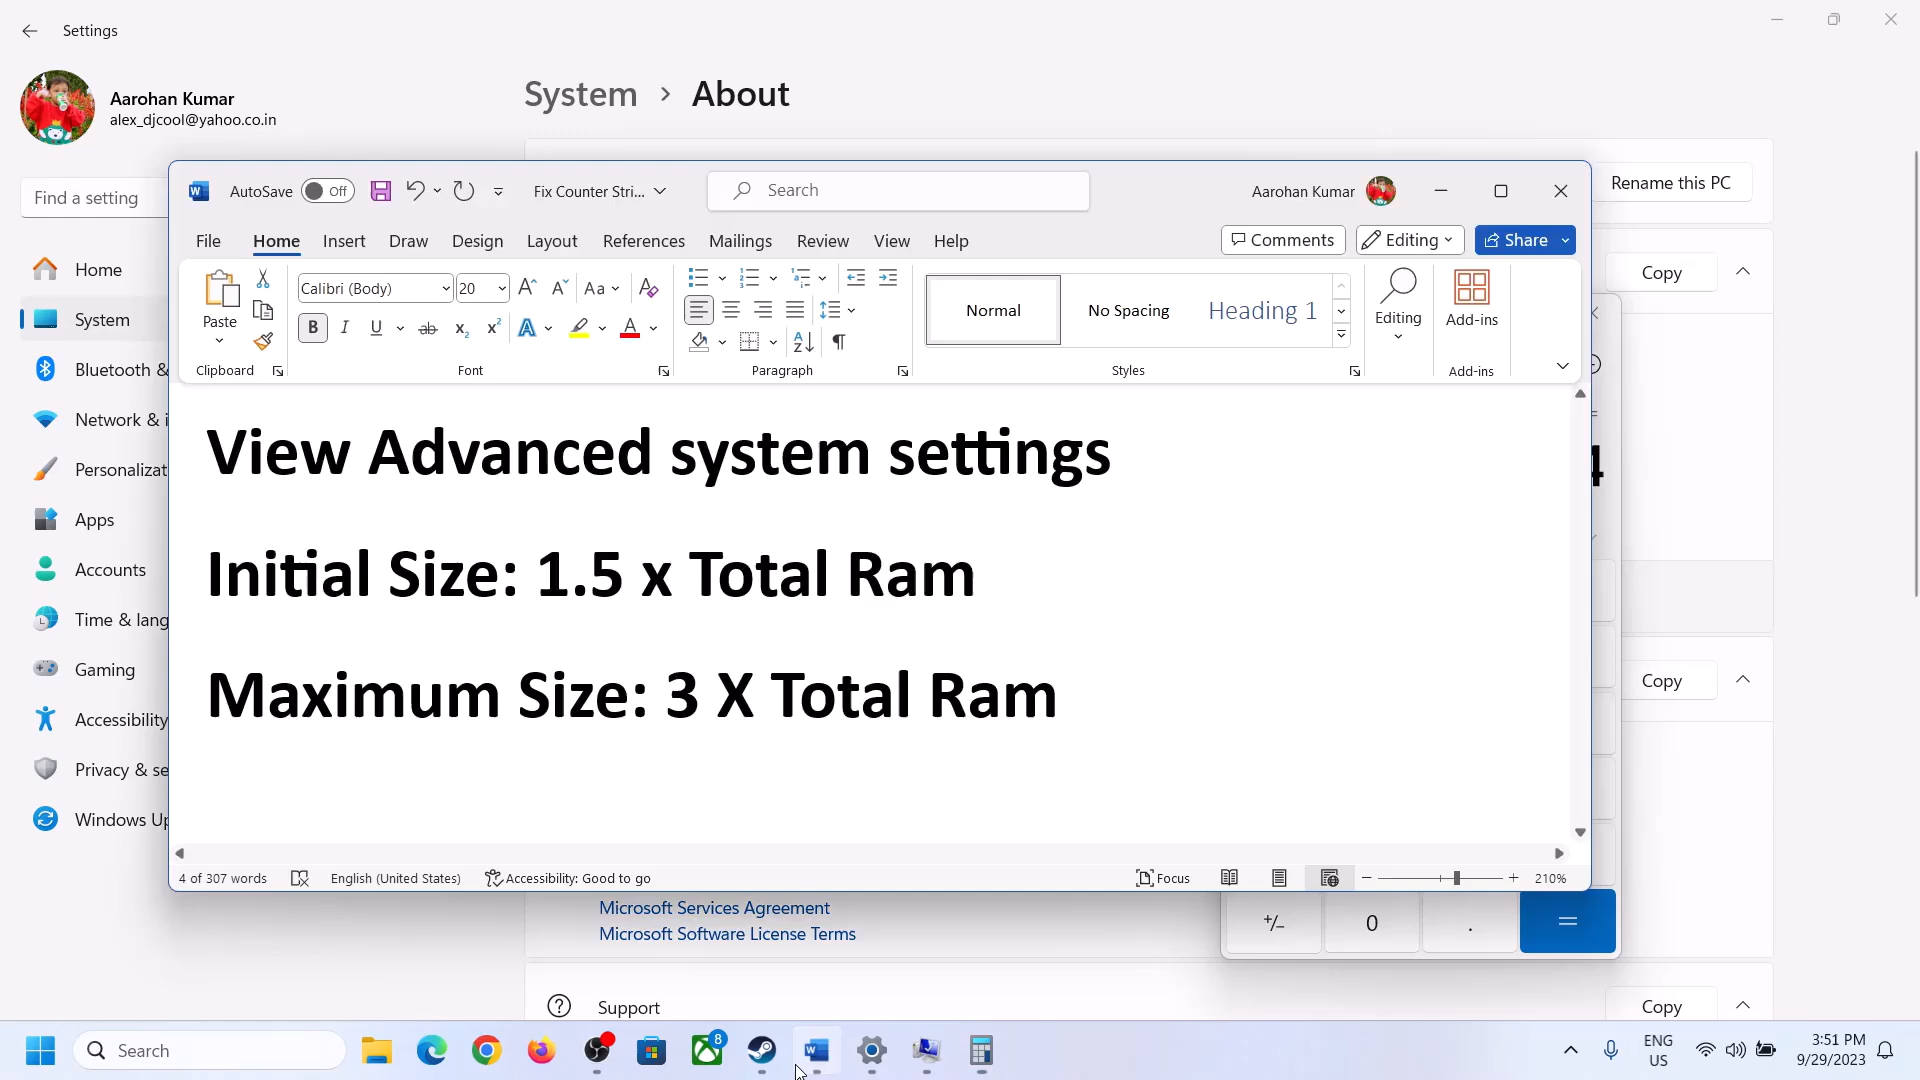 Settings
Aarohan Kumar
alex_djcool@yahoo.co.in
System > About
Find a setting
Home
System
Bluetooth &
Network & i
Personalizat
Apps
Accounts
Time & lang
Gaming
Accessibility
Privacy & se
Windows Up
Rename this PC
Copy
Copy
AutoSave Off
Fix Counter Stri...
Search
Aarohan Kumar
File Home Insert Draw Design Layout References Mailings Review View Help
Comments Editing Share
Paste
Calibri (Body) 20
Normal
No Spacing
Heading 1
Editing
Add-ins
Clipboard Font Paragraph Styles Add-ins
View Advanced system settings
Initial Size: 1.5 x Total Ram
Maximum Size: 3 X Total Ram
4 of 307 words English (United States) Accessibility: Good to go Focus 210%
Microsoft Services Agreement
Microsoft Software License Terms
+/- 0 . =
Support
Copy
Search
8
ENG
US
3:51 PM
9/29/2023